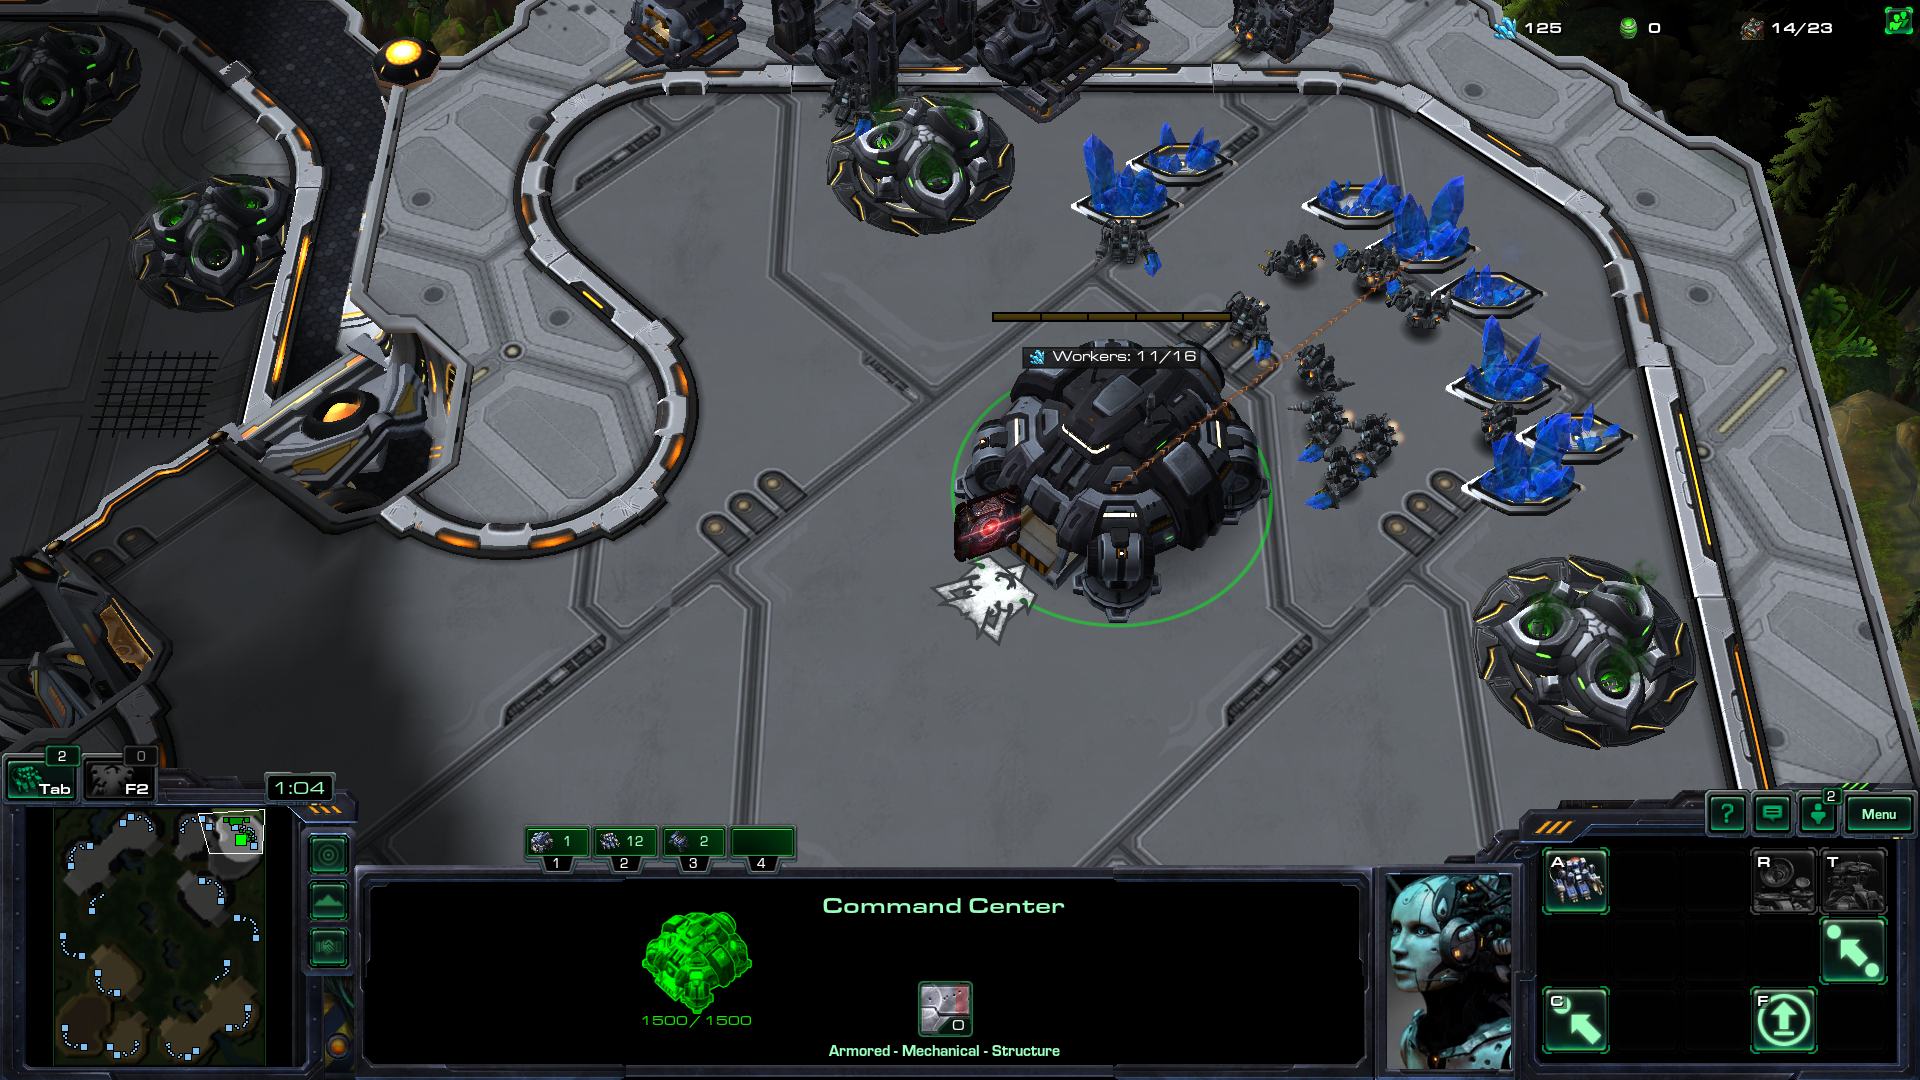 125 0 14/23
Workers: 11/16
2 0
Tab F2
1:04
1 12 2
1 2 3 4
2
? Menu
Command Center
1500/1500
0
Armored - Mechanical - Structure
A R T
C F